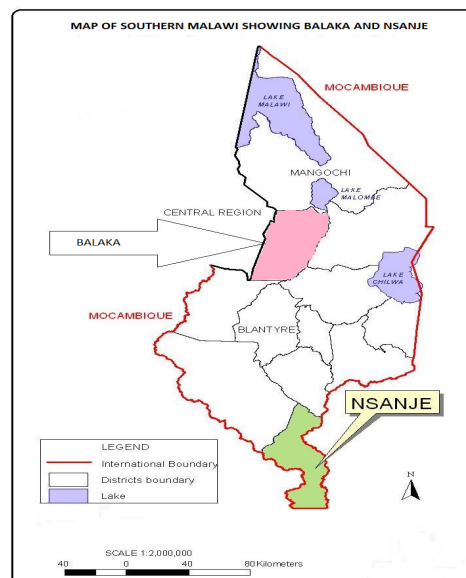 MAP OF SOUTHERN MALAWI SHOWING BALAKA AND NSANJE
MOCAMBIQUE
LAKE
MALAWI
MANGOCHI
LAKE
MALOMBE
CENTRAL REGION
BALAKA
LAKE
CHILWA
MOCAMBIQUE
BLANTYRE
NSANJE
LEGEND
International Boundary
Districts boundary
Lake
N
SCALE 1:2,000,000
40 0 40 80 Kilometers